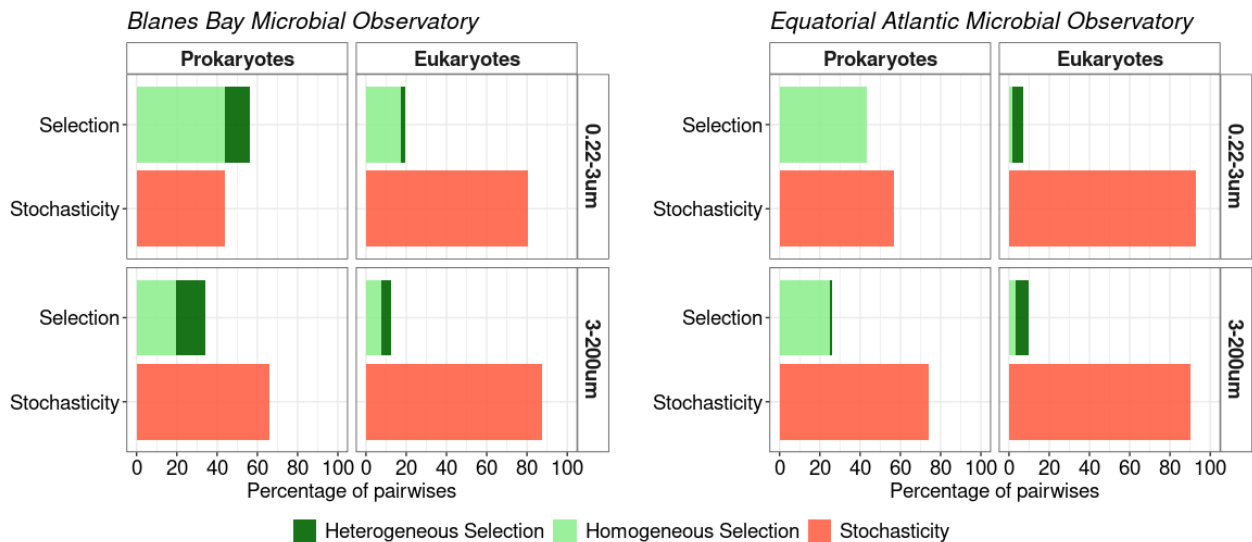 Blanes Bay Microbial Observatory
Equatorial Atlantic Microbial Observatory
Prokaryotes Eukaryotes
Prokaryotes Eukaryotes
Selection
Stochasticity
0.22-3um
Selection
Stochasticity
0.22-3um
Selection
Stochasticity
3-200um
Selection
Stochasticity
3-200um
0 20 40 60 80 100 0 20 40 60 80 100
0 20 40 60 80 100 0 20 40 60 80 100
Percentage of pairwises
Percentage of pairwises
Heterogeneous Selection Homogeneous Selection Stochasticity